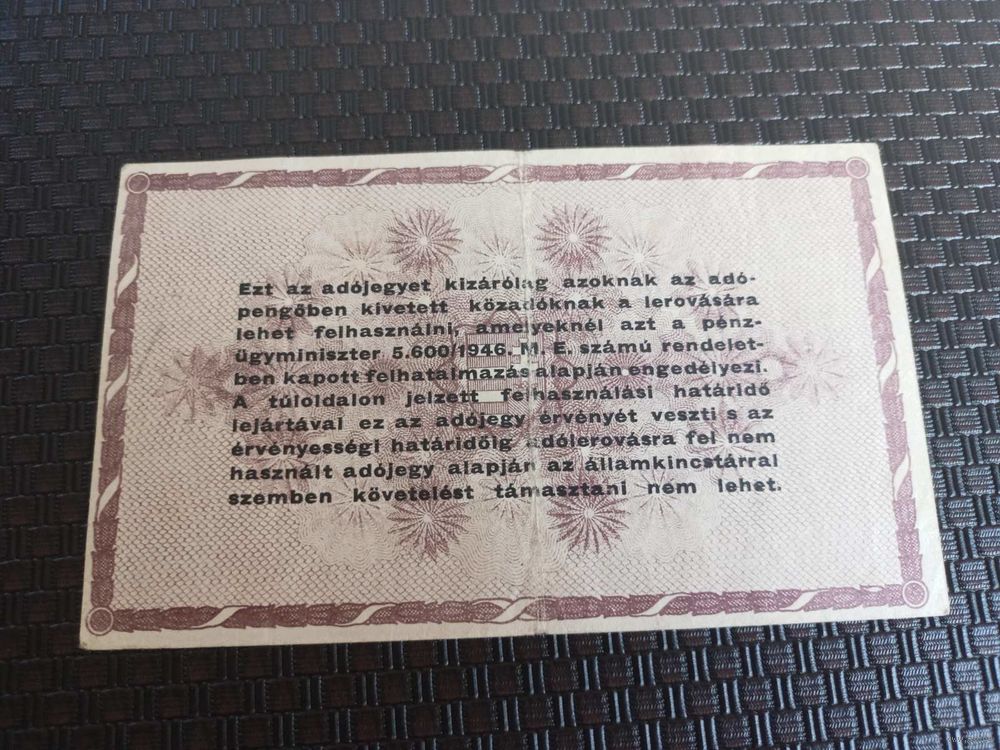 Ezt az adójegyet kizárólag azoknak az adó-
pengőben kivetett közadóknak a lerovására
lehet felhasználni, amelyeknél azt a pénz-
ügyminiszter 5.600/1946. M. E. számú rendelet-
ben kapott felhatalmazás alapján engedélyezi.
A túloldalon jelzett felhasználási határidő
lejártával ez az adójegy érvényét veszti s az
érvényességi határidőig adólerovásra fel nem
használt adójegy alapján az államkincstárral
szemben követelést támasztani nem lehet.